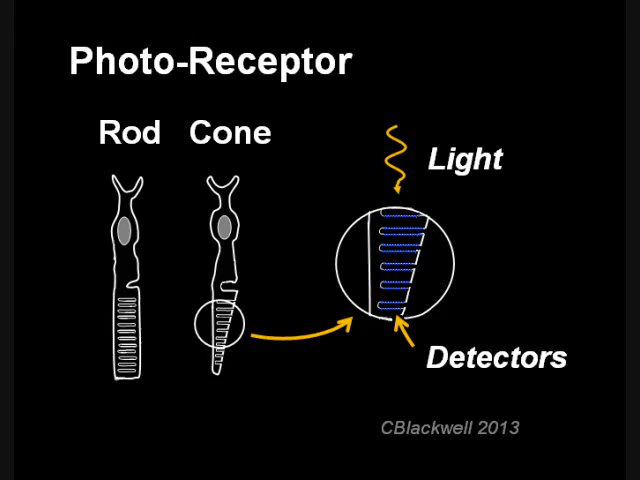 Photo-Receptor
Rod Cone
Light
Detectors
CBlackwell 2013